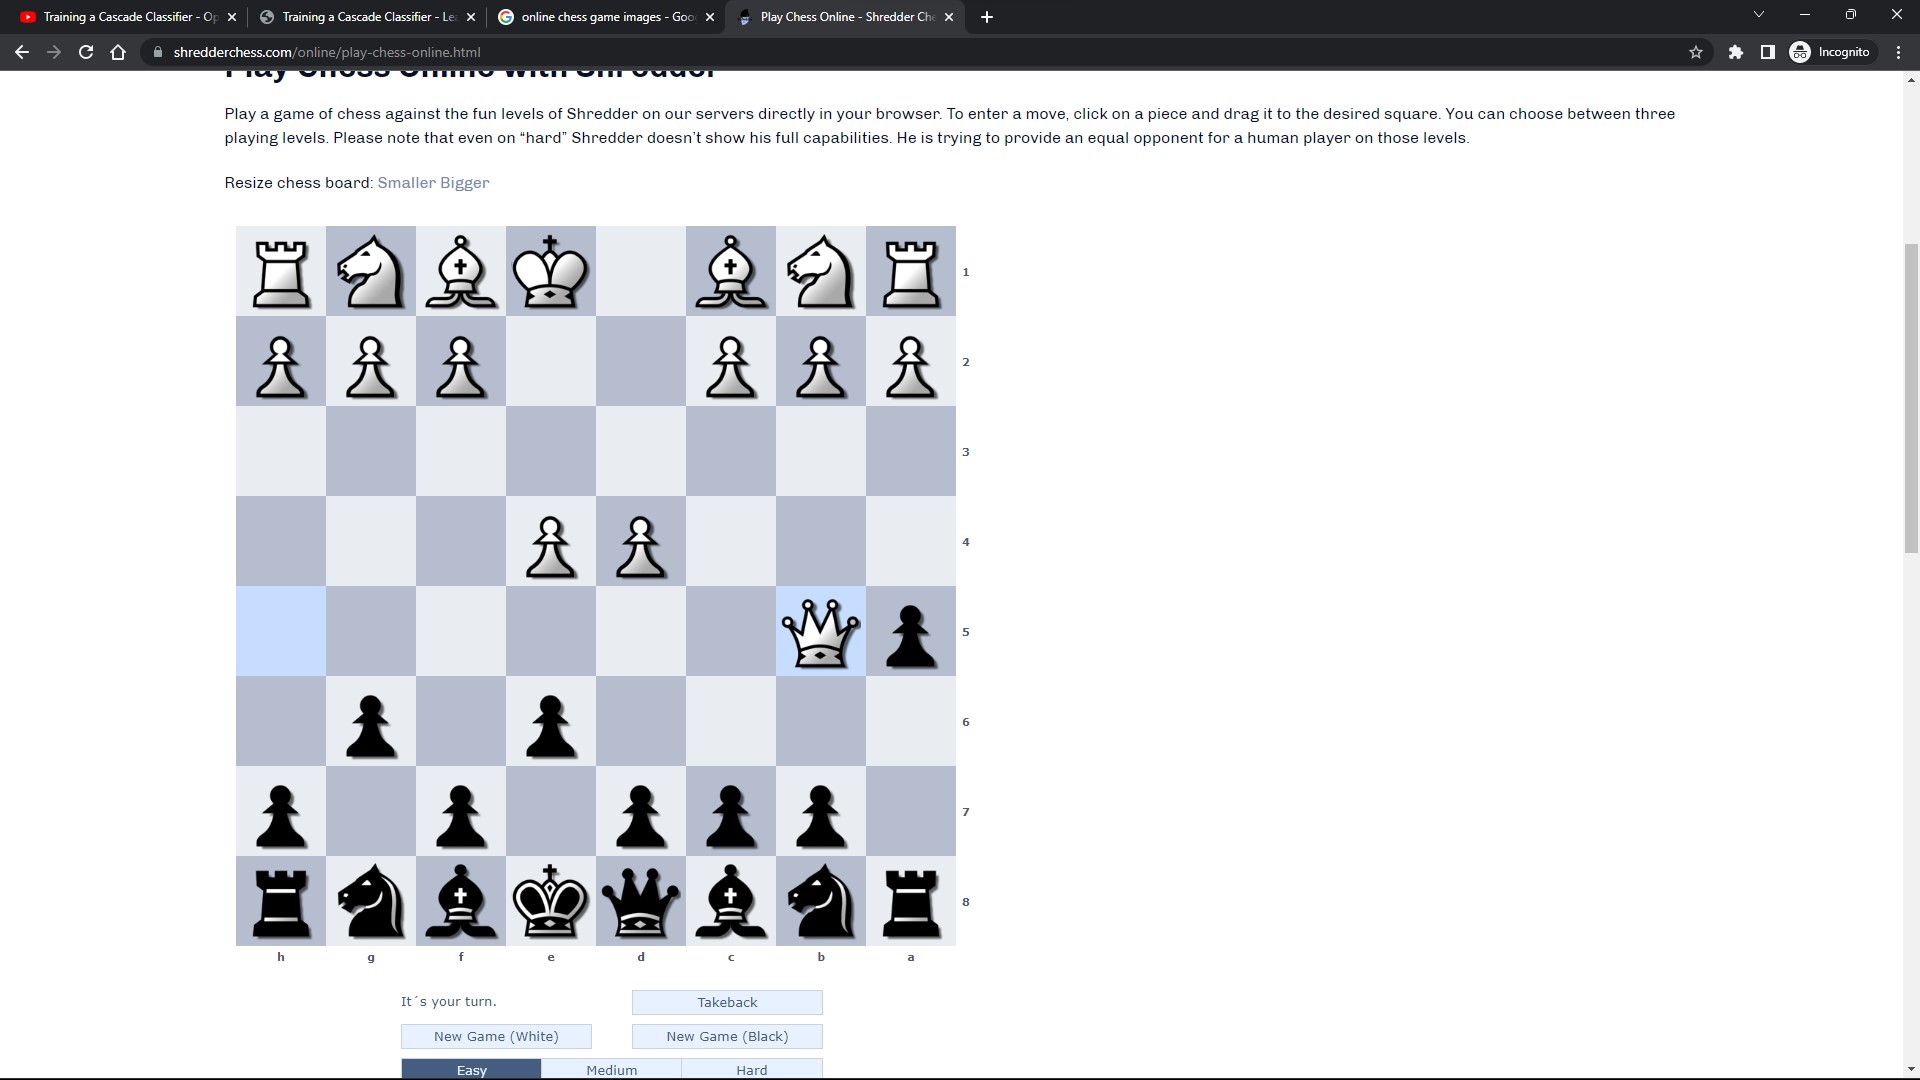 Training a Cascade Classifier - Op
Training a Cascade Classifier - Le
online chess game images - Goo
Play Chess Online - Shredder Che
shredderchess.com/online/play-chess-online.html
Incognito
Play Chess Online with Shredder
Play a game of chess against the fun levels of Shredder on our servers directly in your browser. To enter a move, click on a piece and drag it to the desired square. You can choose between three
playing levels. Please note that even on “hard” Shredder doesn’t show his full capabilities. He is trying to provide an equal opponent for a human player on those levels.
Resize chess board: Smaller Bigger
1
2
3
4
5
6
7
8
h g f e d c b a
It´s your turn.
Takeback
New Game (White)
New Game (Black)
Easy
Medium
Hard